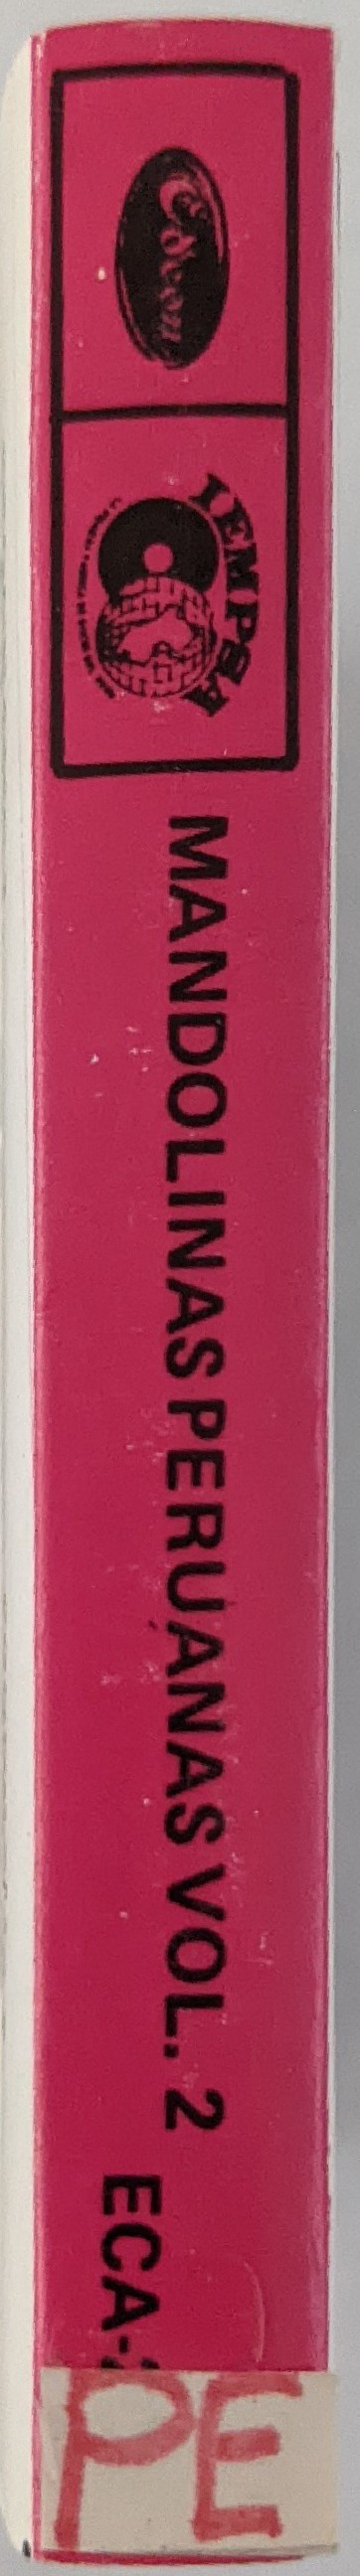 Odeon
IEMPSA
MANDOLINAS PERUANAS VOL. 2
ECA-
PE